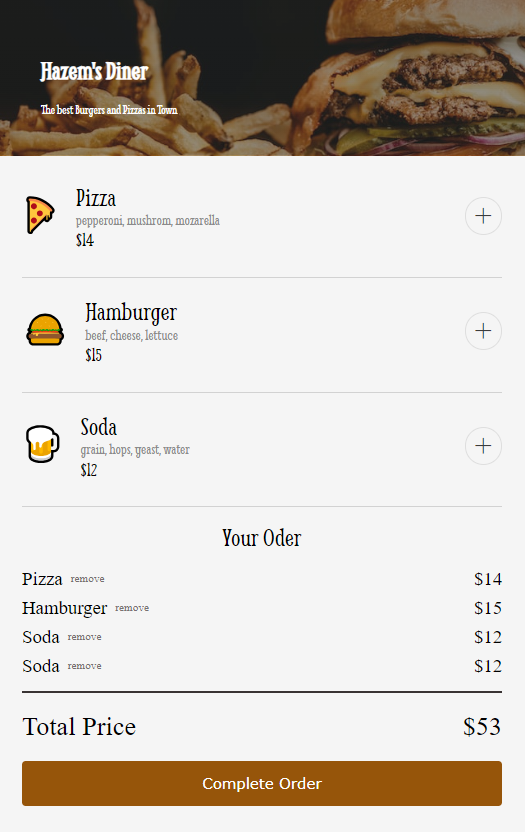 Hazem's Diner
The best Burgers and Pizzas in Town
Pizza
pepperoni, mushrom, mozarella
$14
Hamburger
beef, cheese, lettuce
$15
Soda
grain, hops, yeast, water
$12
Your Oder
Pizza remove $14
Hamburger remove $15
Soda remove $12
Soda remove $12
Total Price $53
Complete Order